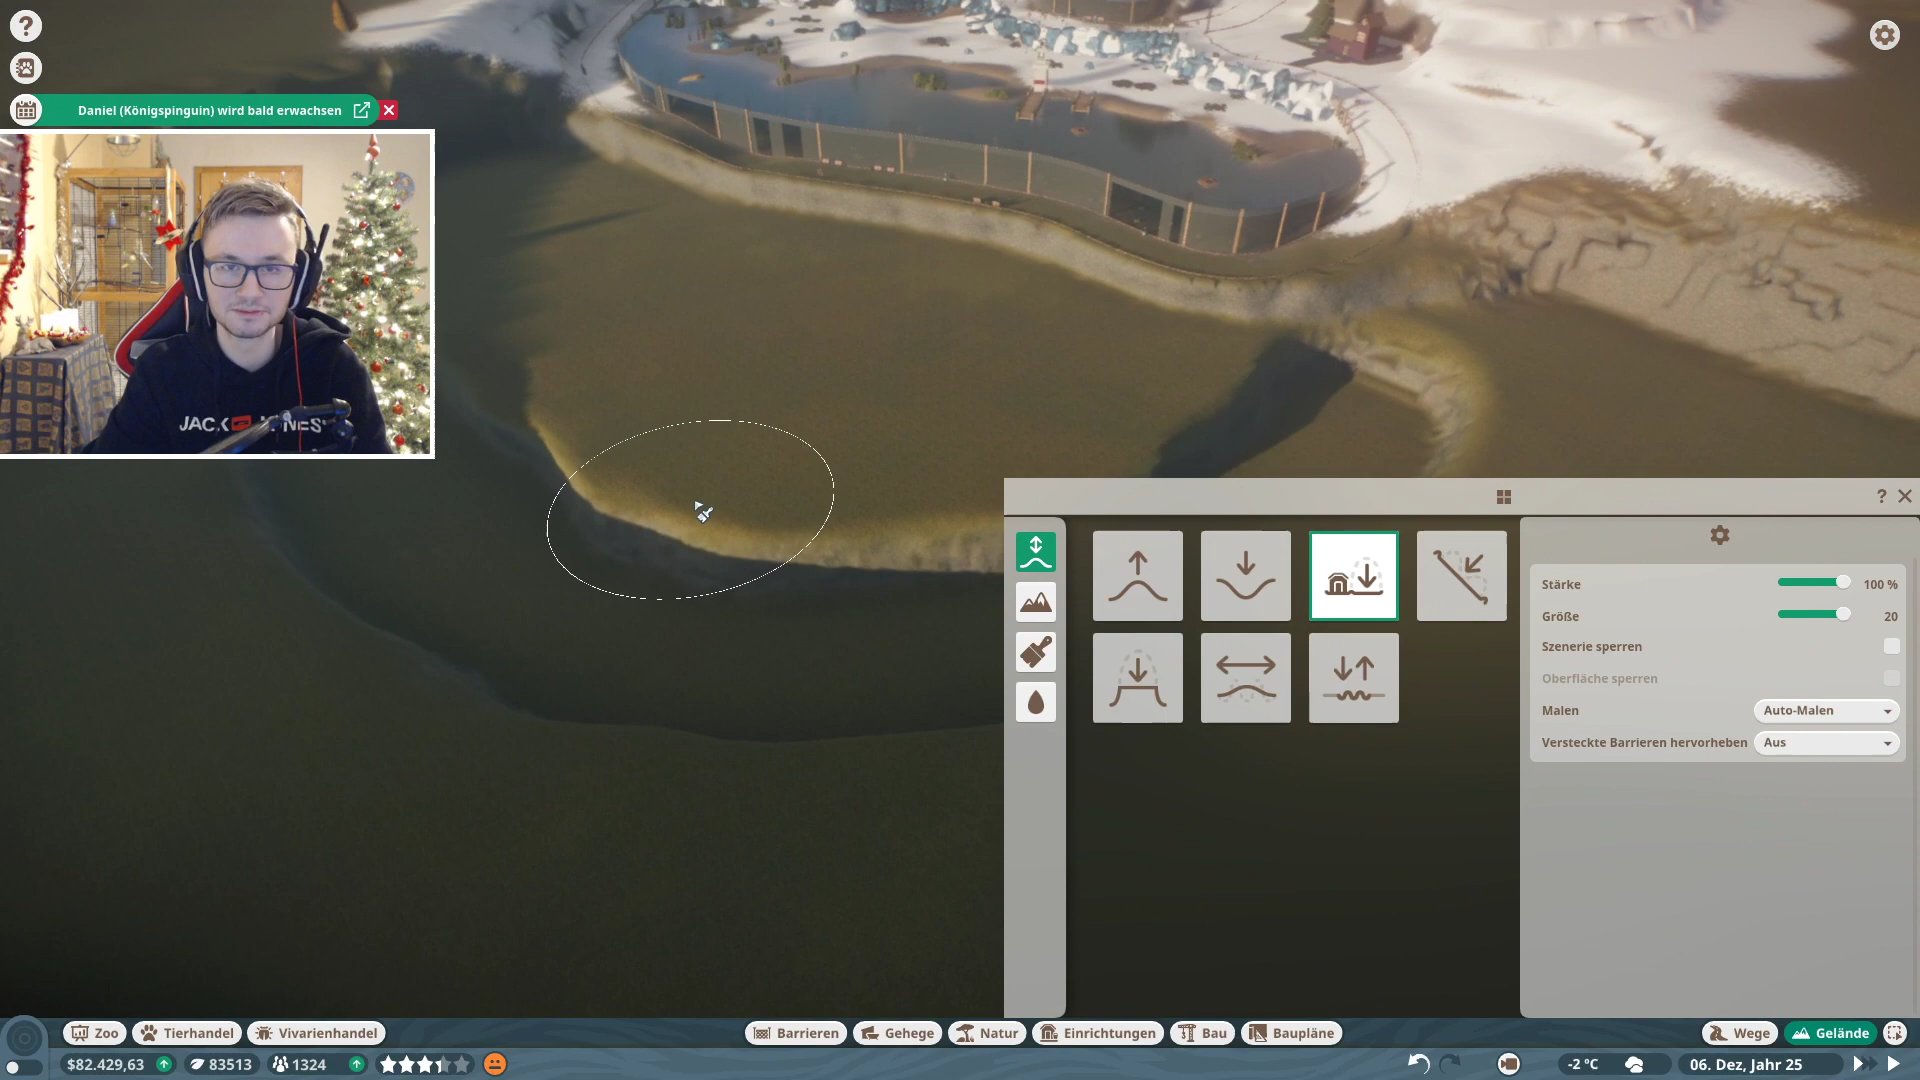 ?
Daniel (Königspinguin) wird bald erwachsen
JACK JONES
?
Stärke 100 %
Größe 20
Szenerie sperren
Oberfläche sperren
Malen Auto-Malen
Versteckte Barrieren hervorheben Aus
Zoo Tierhandel Vivarienhandel Barrieren Gehege Natur Einrichtungen Bau Baupläne Wege Gelände
$82.429,63 83513 1324 -2 °C 06. Dez, Jahr 25